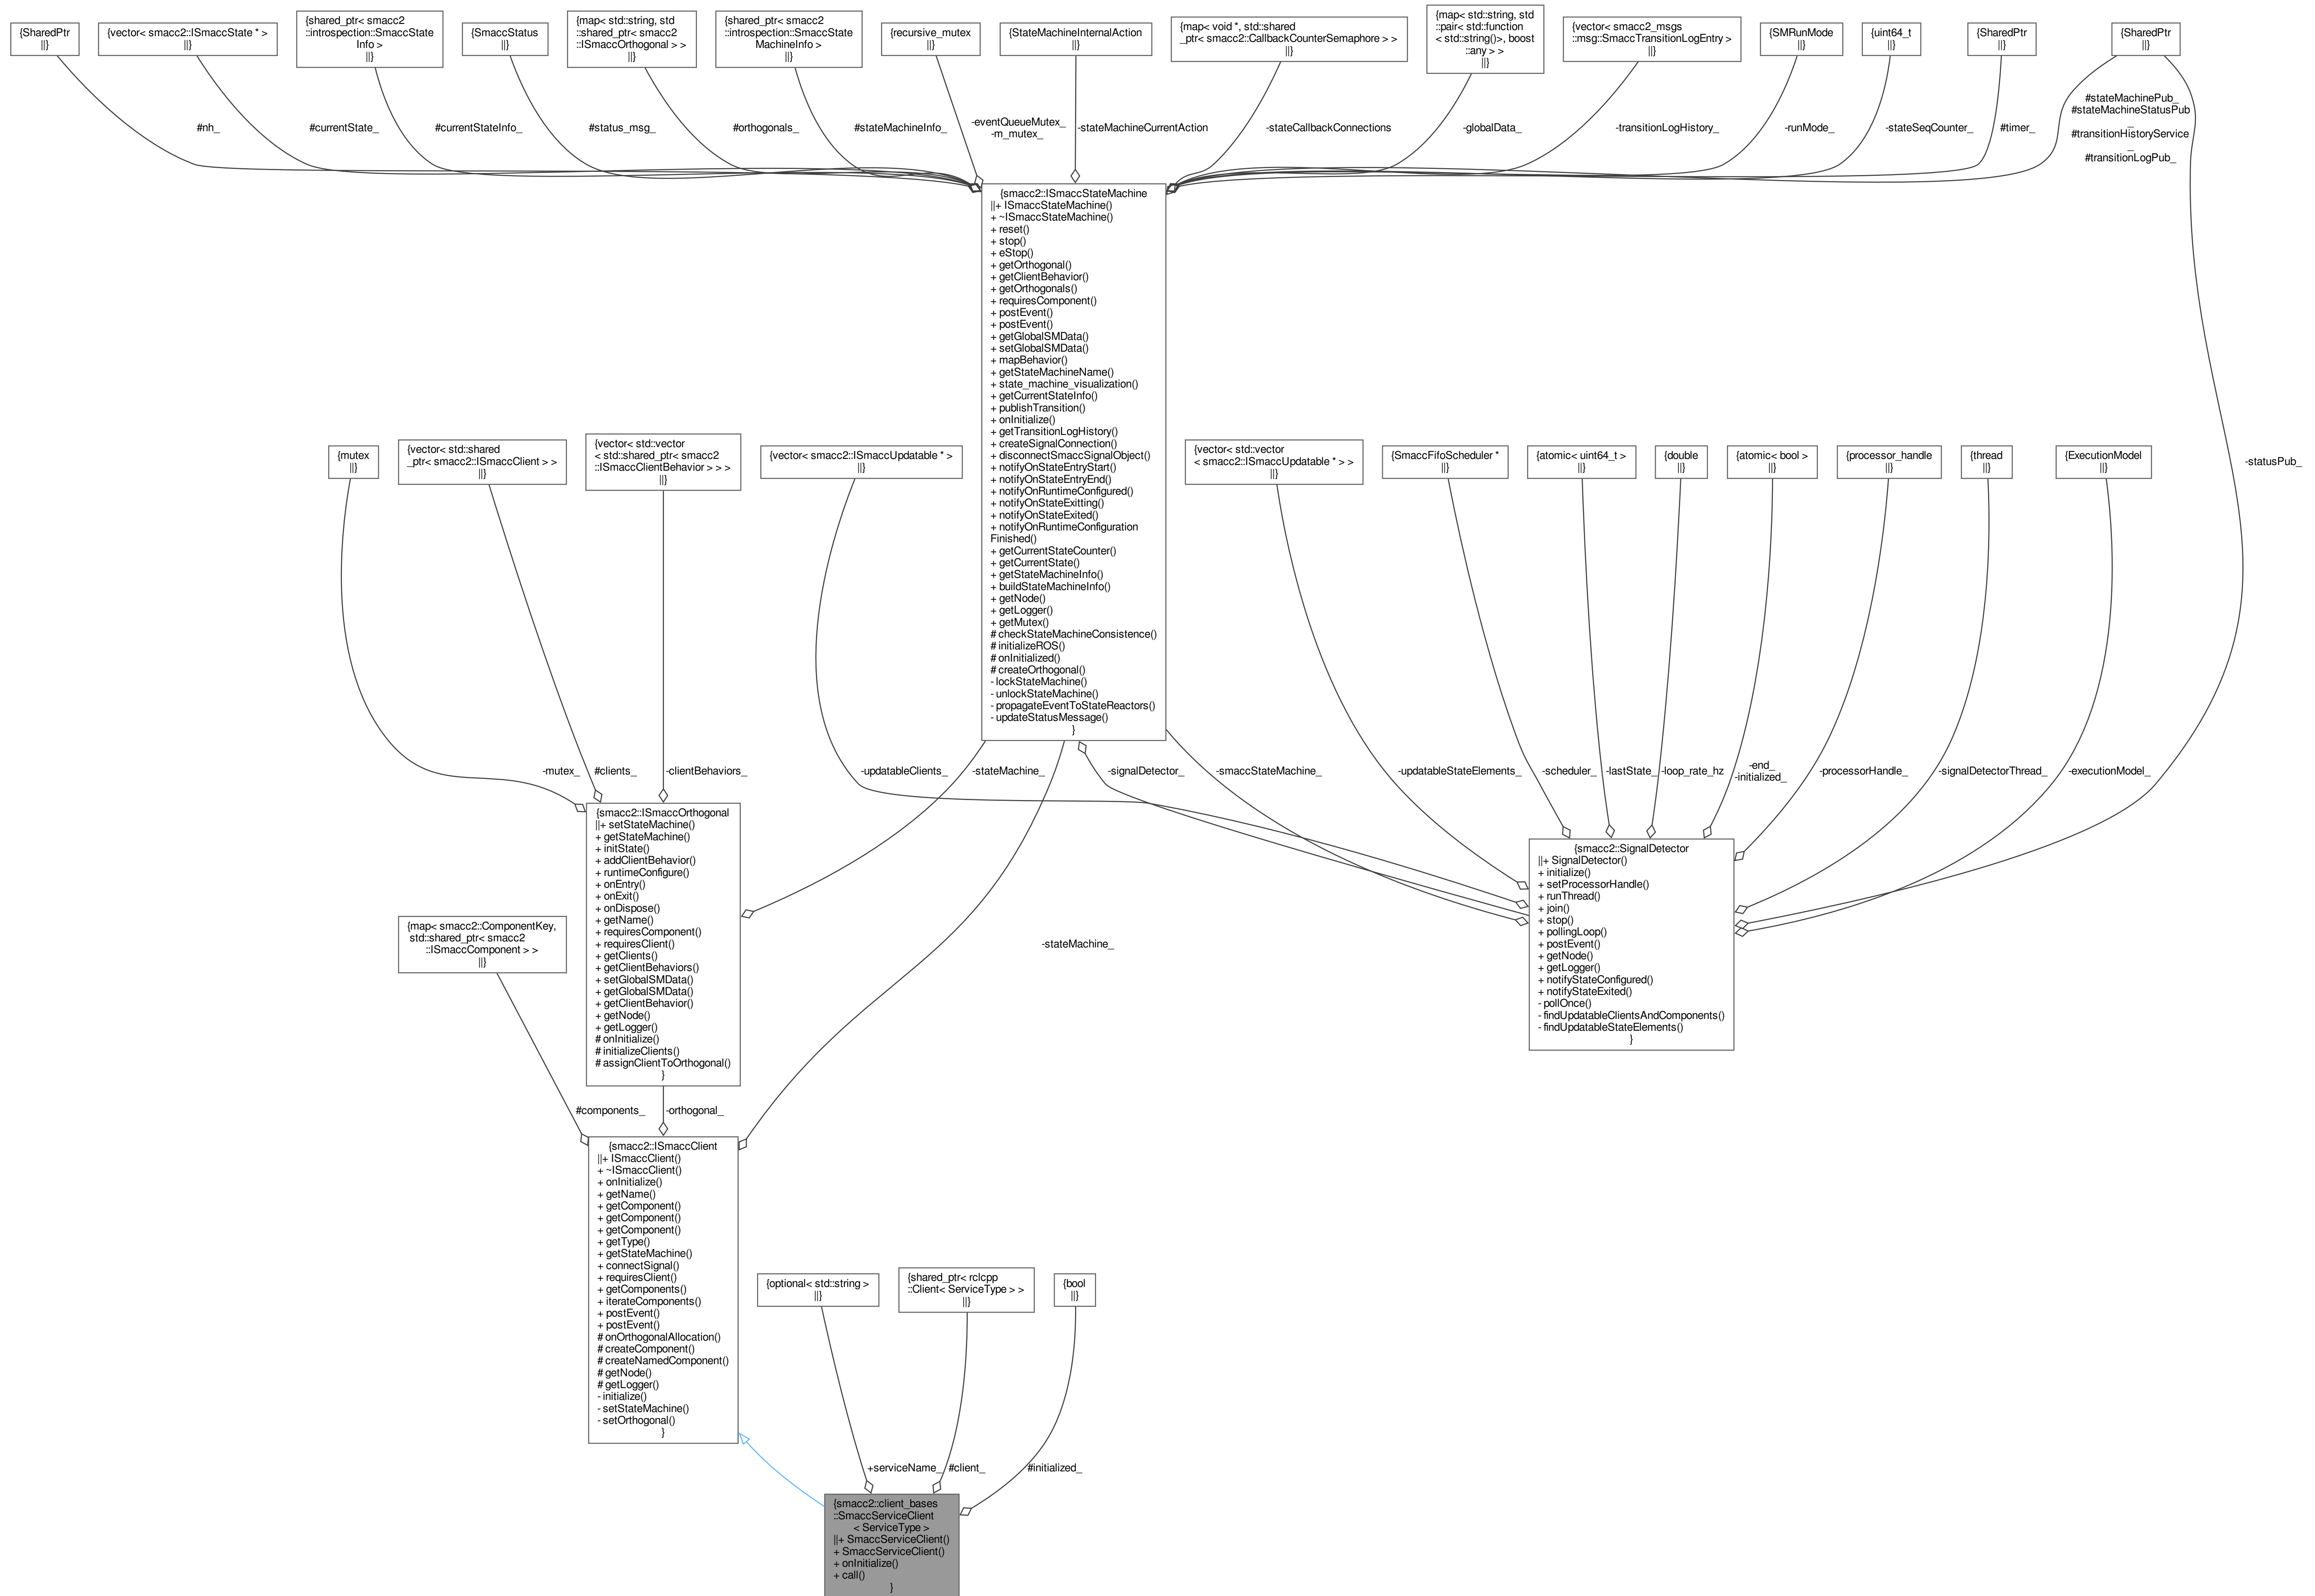 {SharedPtr
||}
{vector< smacc2::ISmaccState * >
||}
{shared_ptr< smacc2
::introspection::SmaccState
Info >
||}
{SmaccStatus
||}
{map< std::string, std
::shared_ptr< smacc2
::ISmaccOrthogonal > >
||}
{shared_ptr< smacc2
::introspection::SmaccState
MachineInfo >
||}
{recursive_mutex
||}
{StateMachineInternalAction
||}
{map< void *, std::shared
_ptr< smacc2::CallbackCounterSemaphore > >
||}
{map< std::string, std
::pair< std::function
< std::string()>, boost
::any > >
||}
{vector< smacc2_msgs
::msg::SmaccTransitionLogEntry >
||}
{SMRunMode
||}
{uint64_t
||}
{SharedPtr
||}
{SharedPtr
||}
#nh_
#currentState_
#currentStateInfo_
#status_msg_
#orthogonals_
#stateMachineInfo_
-eventQueueMutex_
-m_mutex_
-stateMachineCurrentAction
-stateCallbackConnections
-globalData_
-transitionLogHistory_
-runMode_
-stateSeqCounter_
#timer_
#stateMachinePub_
#stateMachineStatusPub
_
#transitionHistoryService
_
#transitionLogPub_
{smacc2::ISmaccStateMachine
||+ ISmaccStateMachine()
+ ~ISmaccStateMachine()
+ reset()
+ stop()
+ eStop()
+ getOrthogonal()
+ getClientBehavior()
+ getOrthogonals()
+ requiresComponent()
+ postEvent()
+ postEvent()
+ getGlobalSMData()
+ setGlobalSMData()
+ mapBehavior()
+ getStateMachineName()
+ state_machine_visualization()
+ getCurrentStateInfo()
+ publishTransition()
+ onInitialize()
+ getTransitionLogHistory()
+ createSignalConnection()
+ disconnectSmaccSignalObject()
+ notifyOnStateEntryStart()
+ notifyOnStateEntryEnd()
+ notifyOnRuntimeConfigured()
+ notifyOnStateExitting()
+ notifyOnStateExited()
+ notifyOnRuntimeConfiguration
Finished()
+ getCurrentStateCounter()
+ getCurrentState()
+ getStateMachineInfo()
+ buildStateMachineInfo()
+ getNode()
+ getLogger()
+ getMutex()
# checkStateMachineConsistence()
# initializeROS()
# onInitialized()
# createOrthogonal()
- lockStateMachine()
- unlockStateMachine()
- propagateEventToStateReactors()
- updateStatusMessage()
}
{mutex
||}
{vector< std::shared
_ptr< smacc2::ISmaccClient > >
||}
{vector< std::vector
< std::shared_ptr< smacc2
::ISmaccClientBehavior > > >
||}
{vector< smacc2::ISmaccUpdatable * >
||}
{vector< std::vector
< smacc2::ISmaccUpdatable * > >
||}
{SmaccFifoScheduler *
||}
{atomic< uint64_t >
||}
{double
||}
{atomic< bool >
||}
{processor_handle
||}
{thread
||}
{ExecutionModel
||}
-statusPub_
-mutex_
#clients_
-clientBehaviors_
-updatableClients_
-stateMachine_
-signalDetector_
-smaccStateMachine_
-updatableStateElements_
-scheduler_
-lastState_
-loop_rate_hz
-end_
-initialized_
-processorHandle_
-signalDetectorThread_
-executionModel_
{smacc2::ISmaccOrthogonal
||+ setStateMachine()
+ getStateMachine()
+ initState()
+ addClientBehavior()
+ runtimeConfigure()
+ onEntry()
+ onExit()
+ onDispose()
+ getName()
+ requiresComponent()
+ requiresClient()
+ getClients()
+ getClientBehaviors()
+ setGlobalSMData()
+ getGlobalSMData()
+ getClientBehavior()
+ getNode()
+ getLogger()
# onInitialize()
# initializeClients()
# assignClientToOrthogonal()
}
{smacc2::SignalDetector
||+ SignalDetector()
+ initialize()
+ setProcessorHandle()
+ runThread()
+ join()
+ stop()
+ pollingLoop()
+ postEvent()
+ getNode()
+ getLogger()
+ notifyStateConfigured()
+ notifyStateExited()
- pollOnce()
- findUpdatableClientsAndComponents()
- findUpdatableStateElements()
}
{map< smacc2::ComponentKey,
std::shared_ptr< smacc2
::ISmaccComponent > >
||}
-stateMachine_
#components_
-orthogonal_
{smacc2::ISmaccClient
||+ ISmaccClient()
+ ~ISmaccClient()
+ onInitialize()
+ getName()
+ getComponent()
+ getComponent()
+ getComponent()
+ getType()
+ getStateMachine()
+ connectSignal()
+ requiresClient()
+ getComponents()
+ iterateComponents()
+ postEvent()
+ postEvent()
# onOrthogonalAllocation()
# createComponent()
# createNamedComponent()
# getNode()
# getLogger()
- initialize()
- setStateMachine()
- setOrthogonal()
}
{optional< std::string >
||}
{shared_ptr< rclcpp
::Client< ServiceType > >
||}
{bool
||}
+serviceName_
#client_
#initialized_
{smacc2::client_bases
::SmaccServiceClient
< ServiceType >
||+ SmaccServiceClient()
+ SmaccServiceClient()
+ onInitialize()
+ call()
}